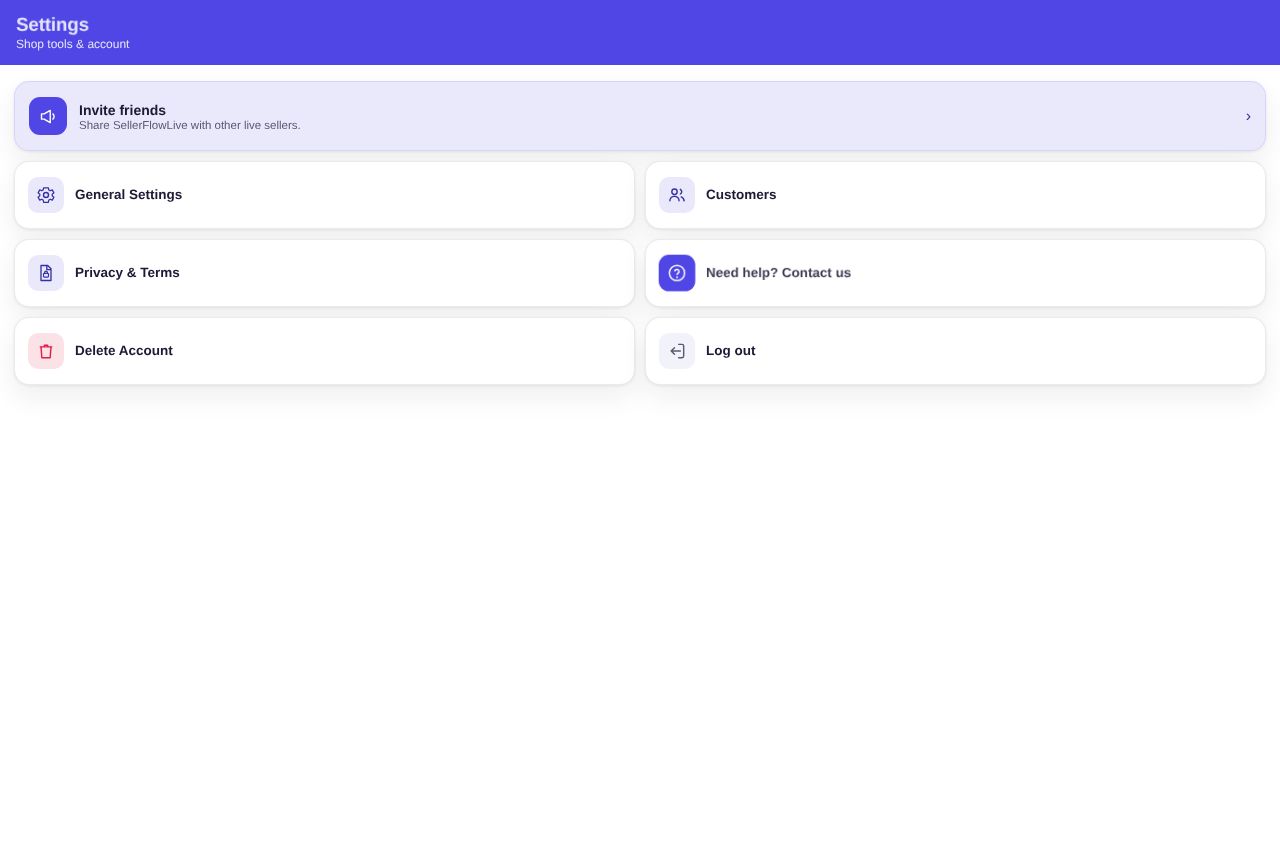 Settings
Shop tools & account
Invite friends
Share SellerFlowLive with other live sellers.
›
General Settings
Customers
Privacy & Terms
Need help? Contact us
Delete Account
Log out